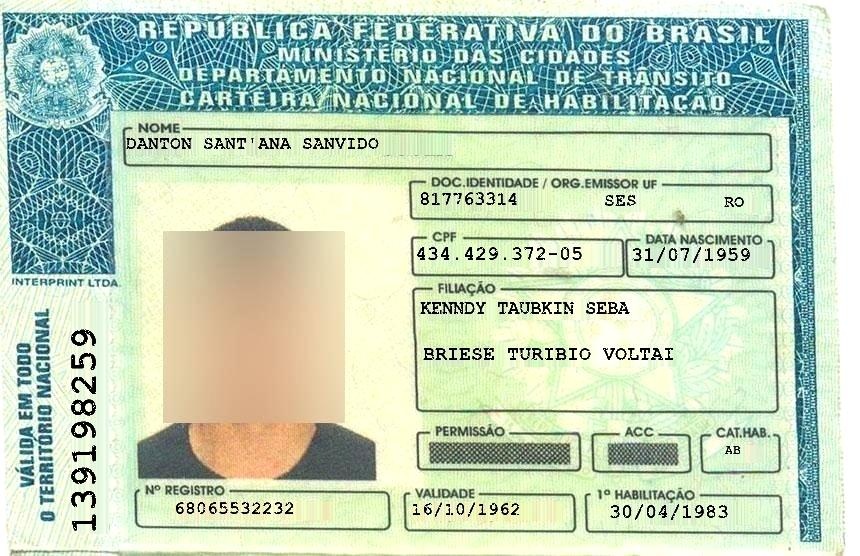 REPÚBLICA FEDERATIVA DO BRASIL
MINISTÉRIO DAS CIDADES
DEPARTAMENTO NACIONAL DE TRÂNSITO
CARTEIRA NACIONAL DE HABILITAÇÃO
NOME
DANTON SANT'ANA SANVIDO
DOC.IDENTIDADE / ORG.EMISSOR UF
817763314 SES RO
CPF DATA NASCIMENTO
434.429.372-05 31/07/1959
INTERPRINT LTDA.
FILIAÇÃO
KENNDY TAUBKIN SEBA
BRIESE TURIBIO VOLTAI
VÁLIDA EM TODO
O TERRITÓRIO NACIONAL
1391198259
PERMISSÃO ACC CAT.HAB.
AB
Nº REGISTRO VALIDADE 1ª HABILITAÇÃO
68065532232 16/10/1962 30/04/1983